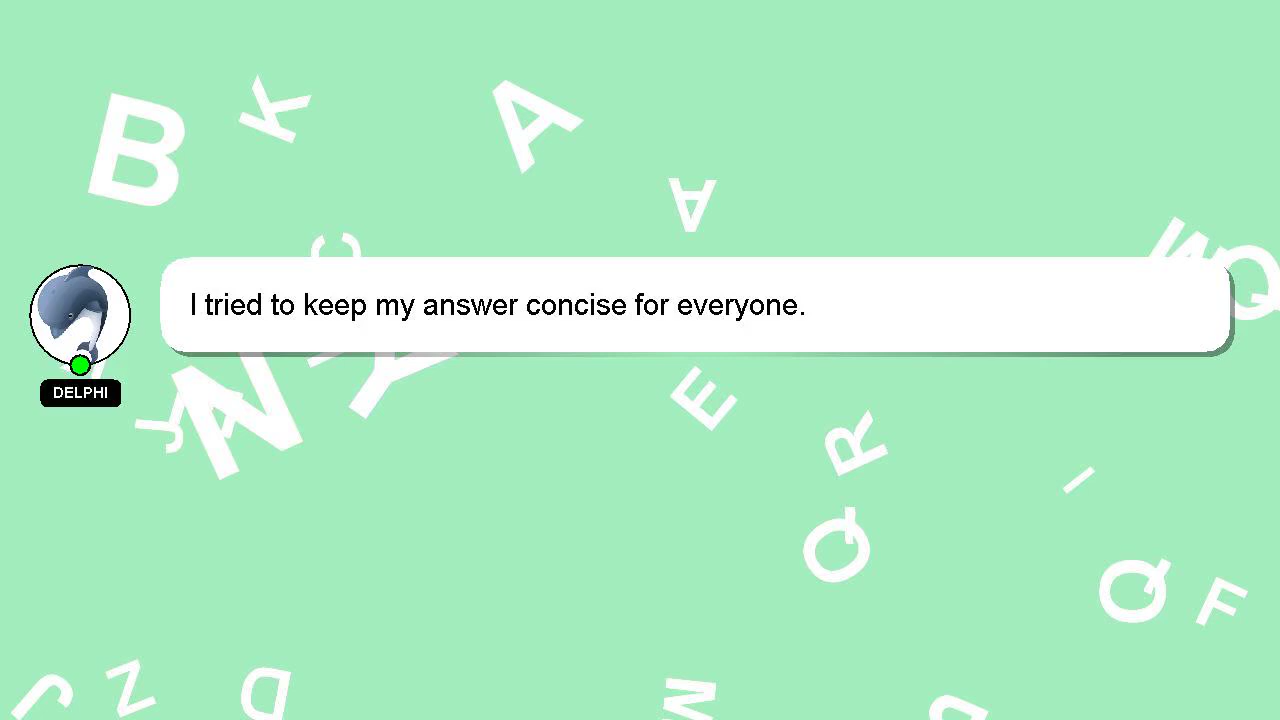 B
K
A
A
C
M
Q
I tried to keep my answer concise for everyone.
DELPHI
N
Y
A
E
R
I
Q
Q
F
J
Z
D
M